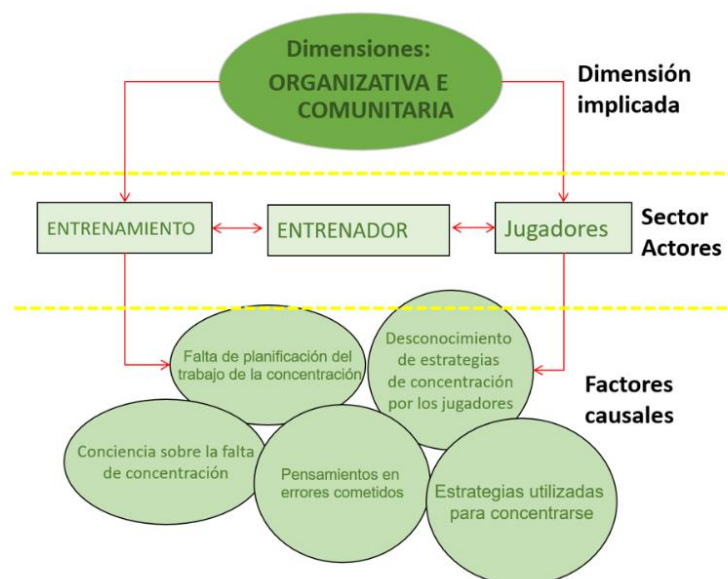 Dimensiones:
ORGANIZATIVA E
COMUNITARIA
Dimensión
implicada
ENTRENAMIENTO
ENTRENADOR
Jugadores
Sector
Actores
Falta de planificación del
trabajo de la concentración
Desconocimiento
de estrategias
de concentración
por los jugadores
Factores
causales
Conciencia sobre la falta
de concentración
Pensamientos en
errores cometidos
Estrategias utilizadas
para concentrarse